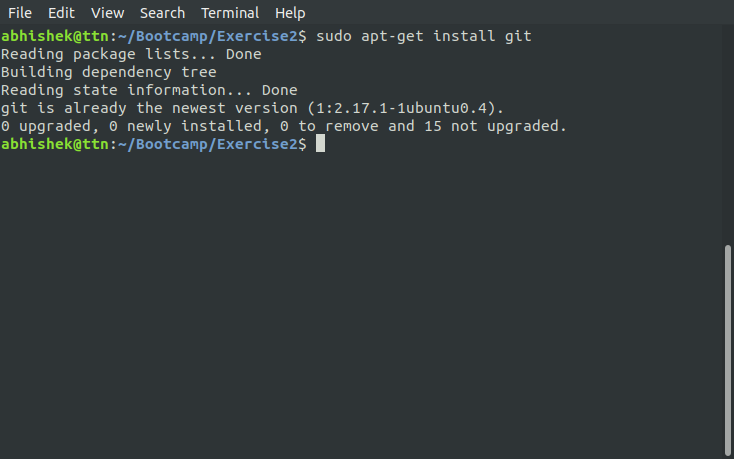 File Edit View Search Terminal Help
abhishek@ttn:~/Bootcamp/Exercise2$ sudo apt-get install git
Reading package lists... Done
Building dependency tree
Reading state information... Done
git is already the newest version (1:2.17.1-1ubuntu0.4).
0 upgraded, 0 newly installed, 0 to remove and 15 not upgraded.
abhishek@ttn:~/Bootcamp/Exercise2$